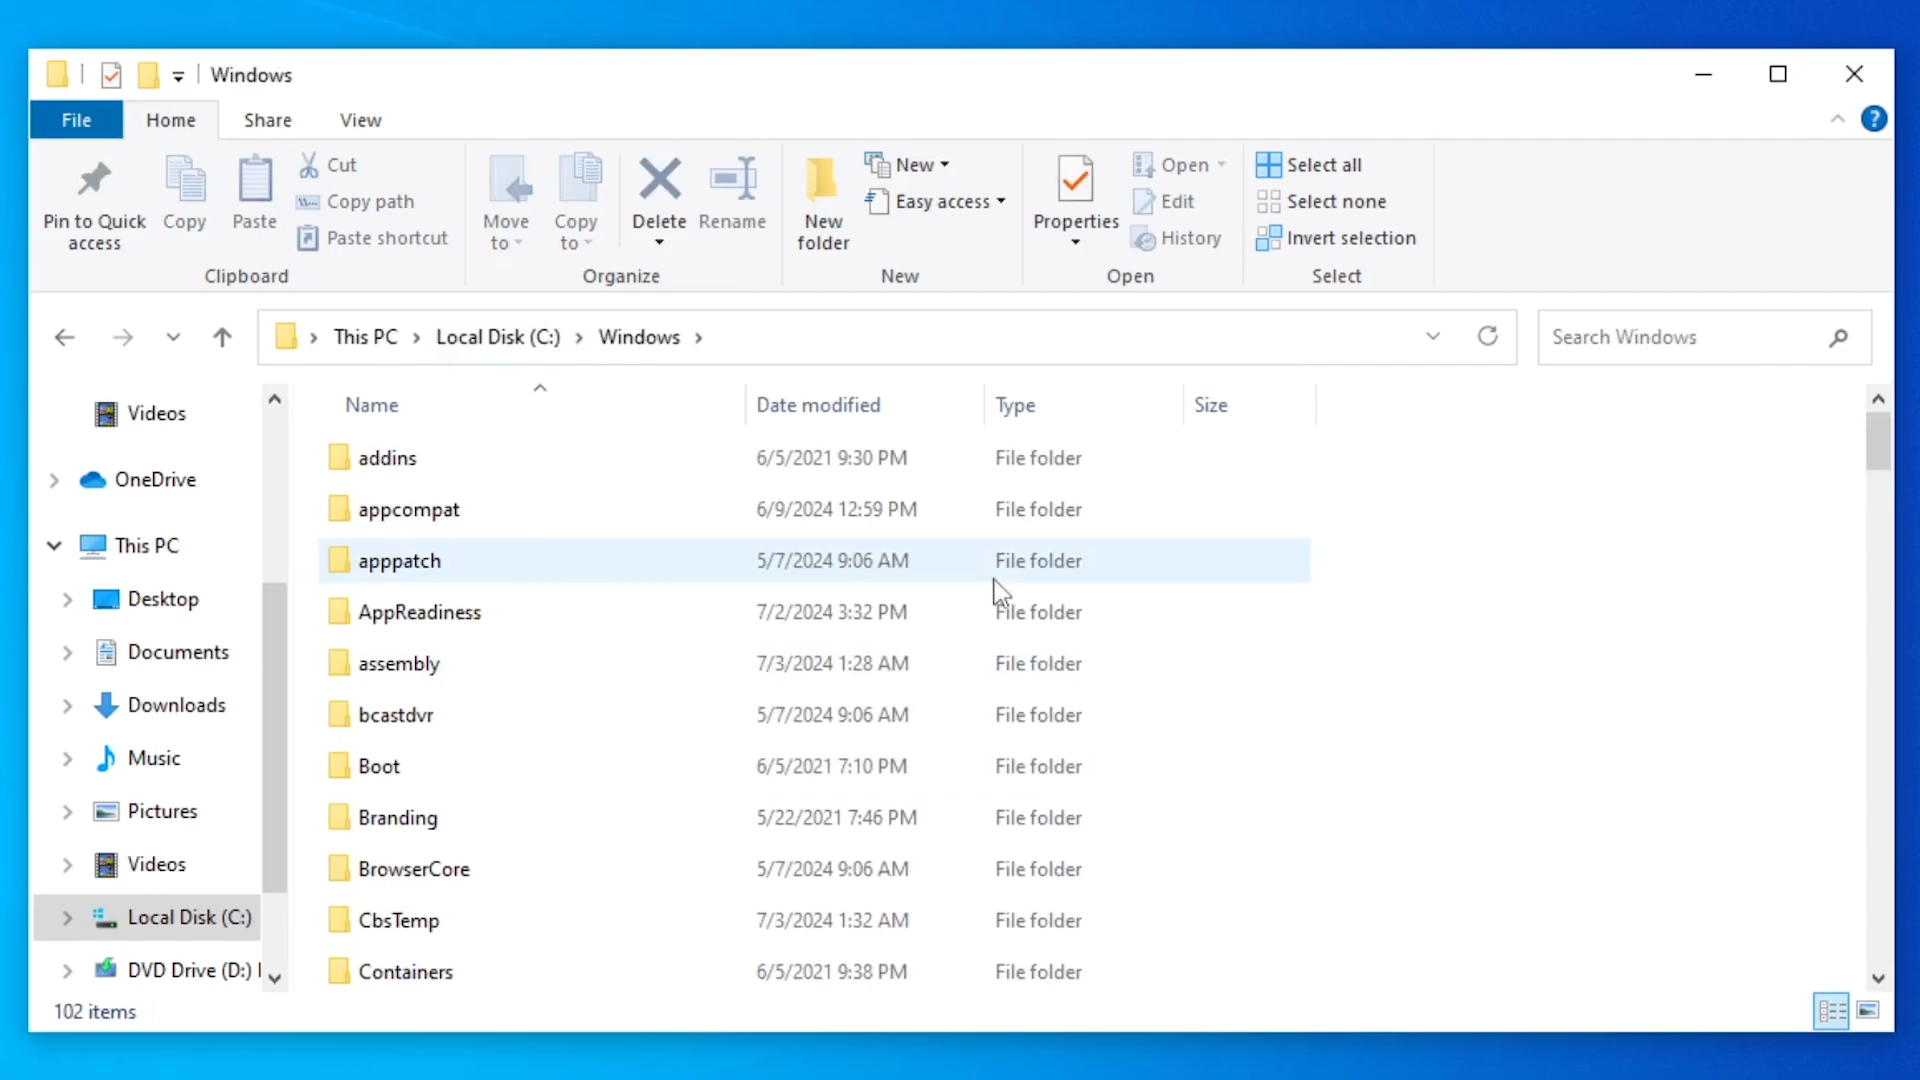 Windows
File Home Share View
Pin to Quick access
Copy
Paste
Cut
Copy path
Paste shortcut
Clipboard
Move to
Copy to
Delete
Rename
Organize
New folder
New
Easy access
New
Properties
Open
Edit
History
Open
Select all
Select none
Invert selection
Select
This PC > Local Disk (C:) > Windows >
Search Windows
Videos
OneDrive
This PC
Desktop
Documents
Downloads
Music
Pictures
Videos
Local Disk (C:)
DVD Drive (D:)
Name Date modified Type Size
addins 6/5/2021 9:30 PM File folder
appcompat 6/9/2024 12:59 PM File folder
apppatch 5/7/2024 9:06 AM File folder
AppReadiness 7/2/2024 3:32 PM File folder
assembly 7/3/2024 1:28 AM File folder
bcastdvr 5/7/2024 9:06 AM File folder
Boot 6/5/2021 7:10 PM File folder
Branding 5/22/2021 7:46 PM File folder
BrowserCore 5/7/2024 9:06 AM File folder
CbsTemp 7/3/2024 1:32 AM File folder
Containers 6/5/2021 9:38 PM File folder
102 items